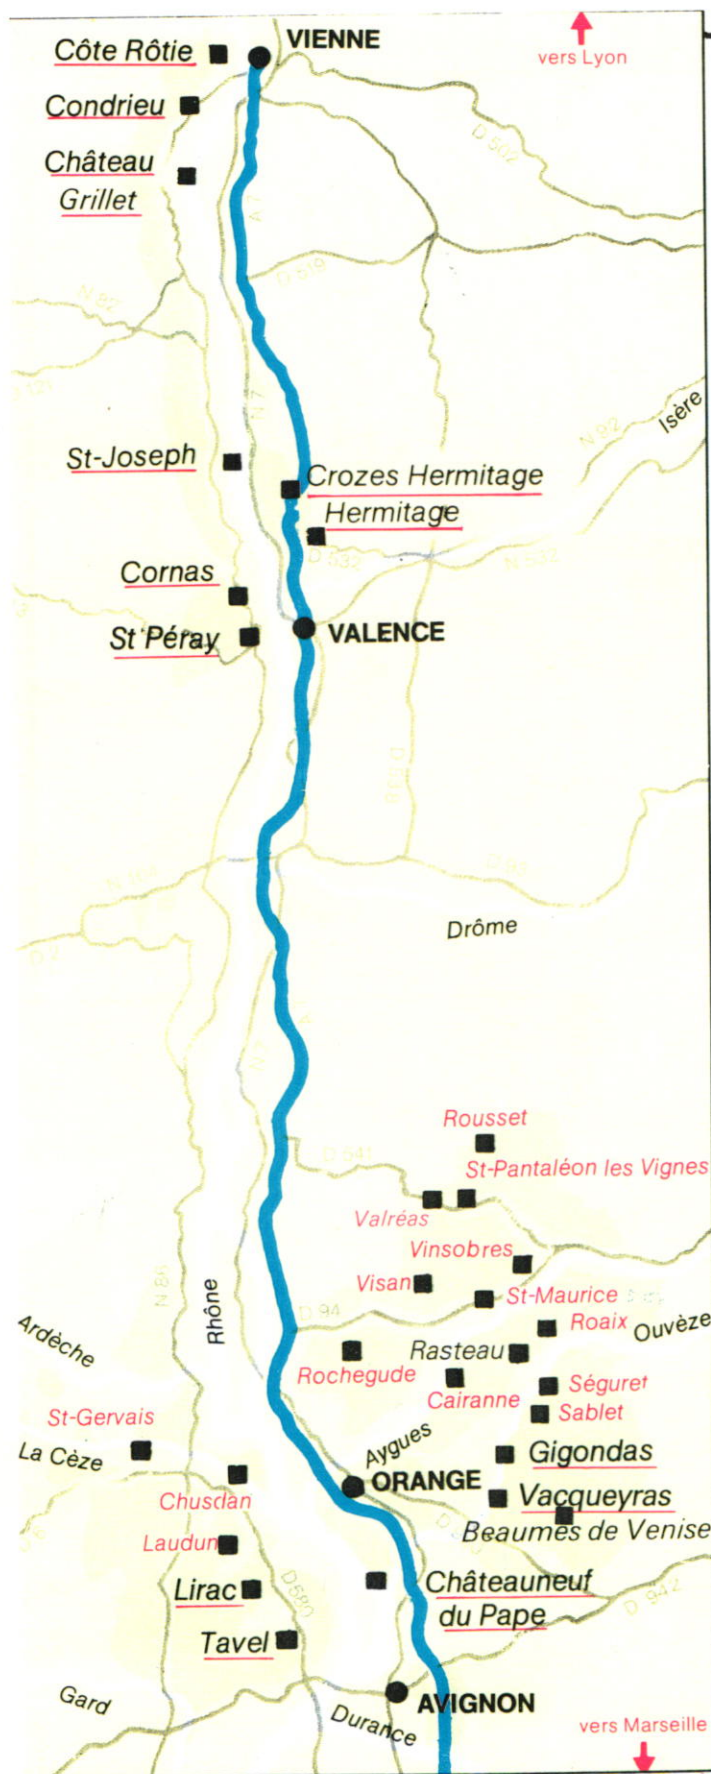 VIENNE
vers Lyon
Côte Rôtie
Condrieu
Château
Grillet
D 502
A 7
D 519
N 82
N 7
Isère
N 92
St-Joseph
Crozes Hermitage
Hermitage
D 532
N 532
Cornas
VALENCE
St Péray
D 538
D 93
Drôme
D 2
Rousset
D 541
St-Pantaléon les Vignes
Valréas
Vinsobres
Visan
St-Maurice
N 86
Rhône
D 94
Roaix
Ouvèze
Ardèche
Rasteau
Rochegude
Cairanne
Séguret
Sablet
St-Gervais
La Cèze
Aygues
Gigondas
ORANGE
Chusdan
Vacqueyras
Beaumes de Venise
Laudun
Lirac
D 580
Châteauneuf
du Pape
D 942
Tavel
Gard
AVIGNON
Durance
vers Marseille